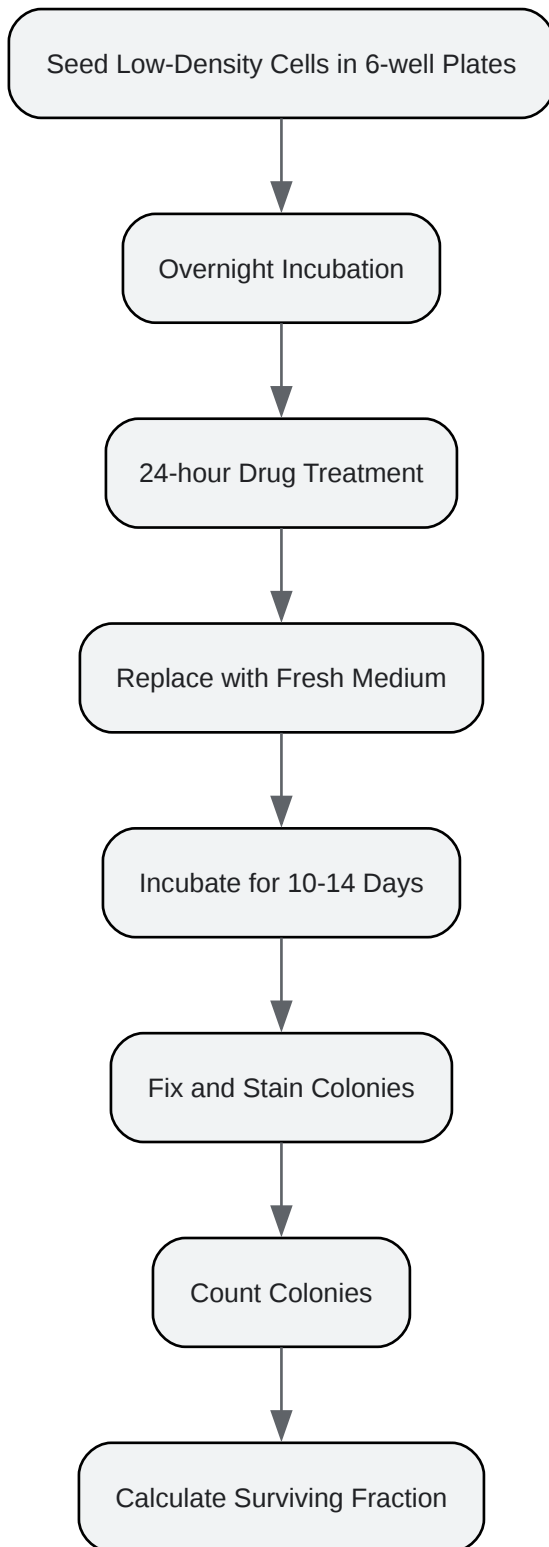 Seed Low-Density Cells in 6-well Plates
Overnight Incubation
24-hour Drug Treatment
Replace with Fresh Medium
Incubate for 10-14 Days
Fix and Stain Colonies
Count Colonies
Calculate Surviving Fraction